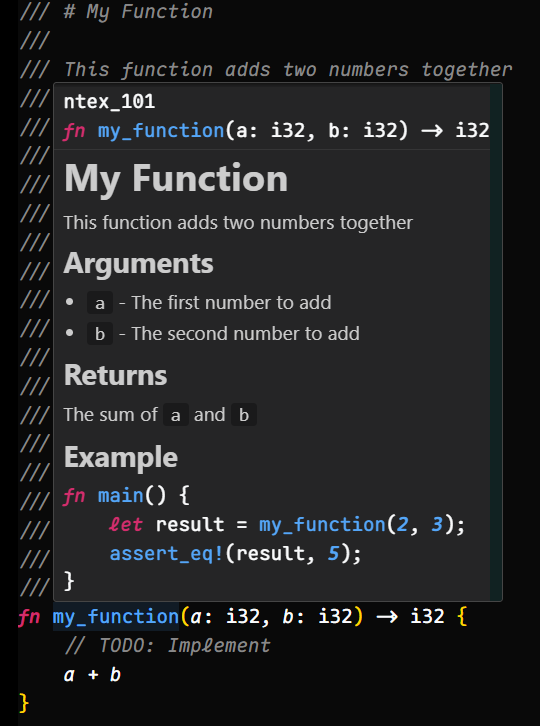 /// # My Function
///
/// This function adds two numbers together
///
ntex_101
///
fn my_function(a: i32, b: i32) → i32
///
///
My Function
///
This function adds two numbers together
///
///
Arguments
///
• a - The first number to add
///
• b - The second number to add
///
///
Returns
///
The sum of a and b
///
///
Example
///
fn main() {
///
let result = my_function(2, 3);
///
assert_eq!(result, 5);
///
}
///
fn my_function(a: i32, b: i32) → i32 {
// TODO: Implement
a + b
}